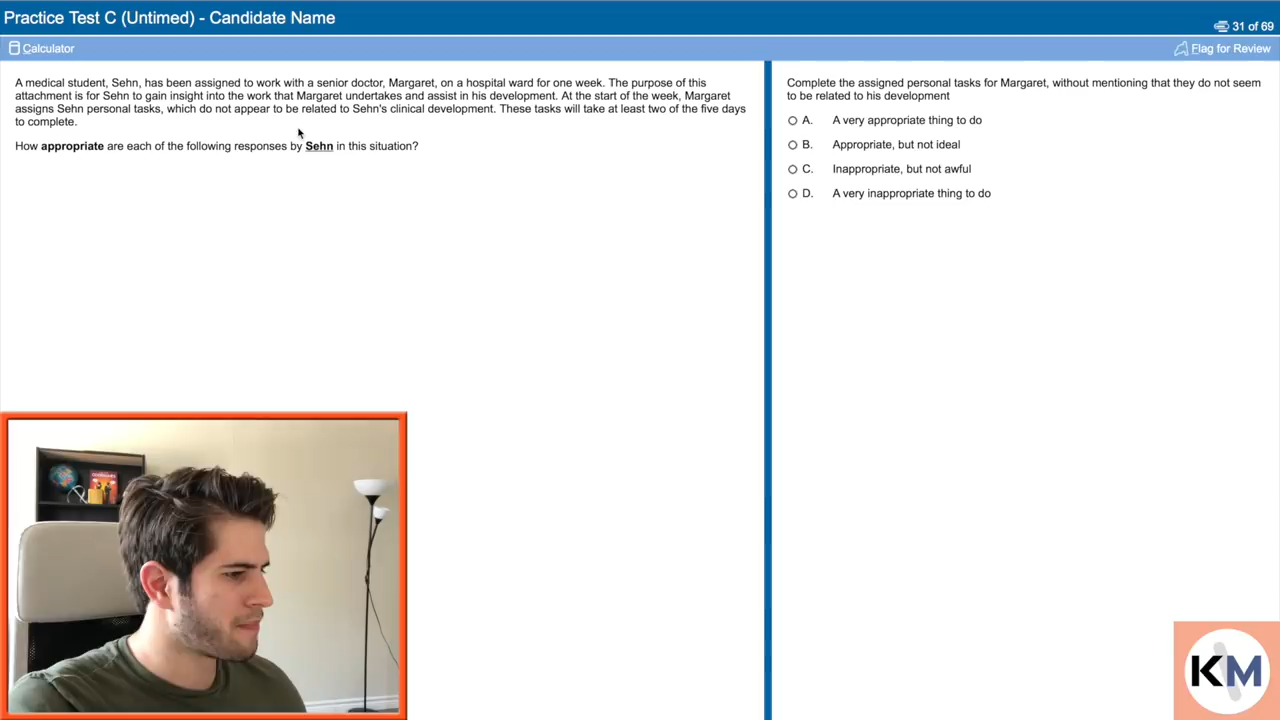 Practice Test C (Untimed) - Candidate Name
31 of 69
Calculator
Flag for Review
A medical student, Sehn, has been assigned to work with a senior doctor, Margaret, on a hospital ward for one week. The purpose of this
attachment is for Sehn to gain insight into the work that Margaret undertakes and assist in his development. At the start of the week, Margaret
assigns Sehn personal tasks, which do not appear to be related to Sehn's clinical development. These tasks will take at least two of the five days
to complete.
How appropriate are each of the following responses by Sehn in this situation?
Complete the assigned personal tasks for Margaret, without mentioning that they do not seem
to be related to his development
A. A very appropriate thing to do
B. Appropriate, but not ideal
C. Inappropriate, but not awful
D. A very inappropriate thing to do
KM